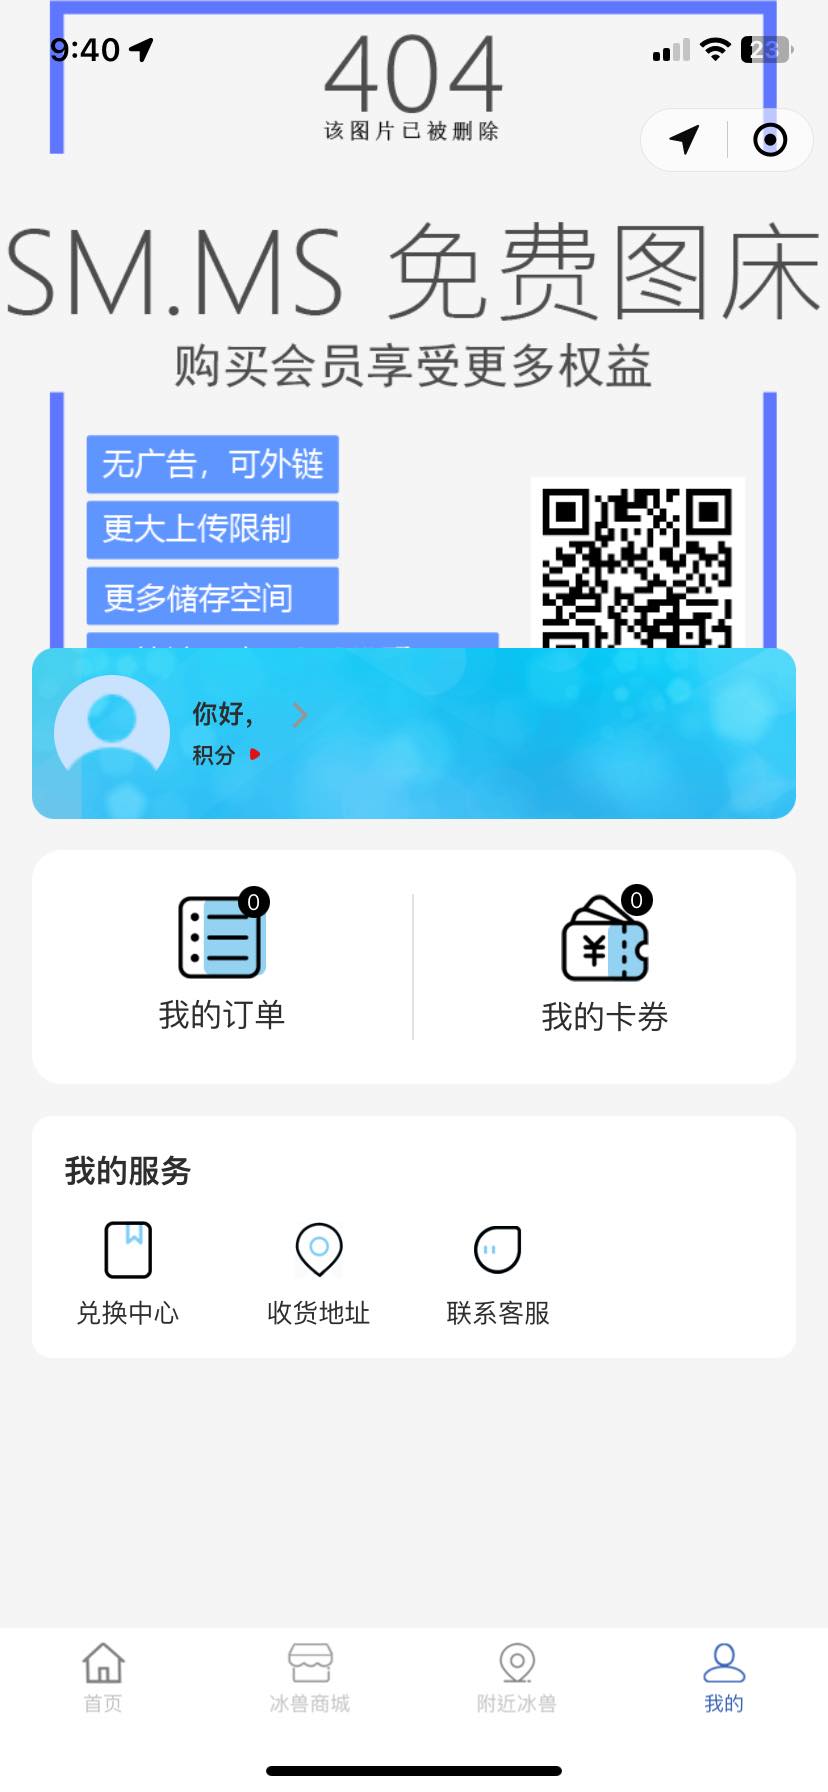 9:40
23
404
该图片已被删除
SM.MS 免费图床
购买会员享受更多权益
无广告，可外链
更大上传限制
更多储存空间
你好，
积分
0
0
我的订单
我的卡券
我的服务
兑换中心
收货地址
联系客服
首页
冰兽商城
附近冰兽
我的